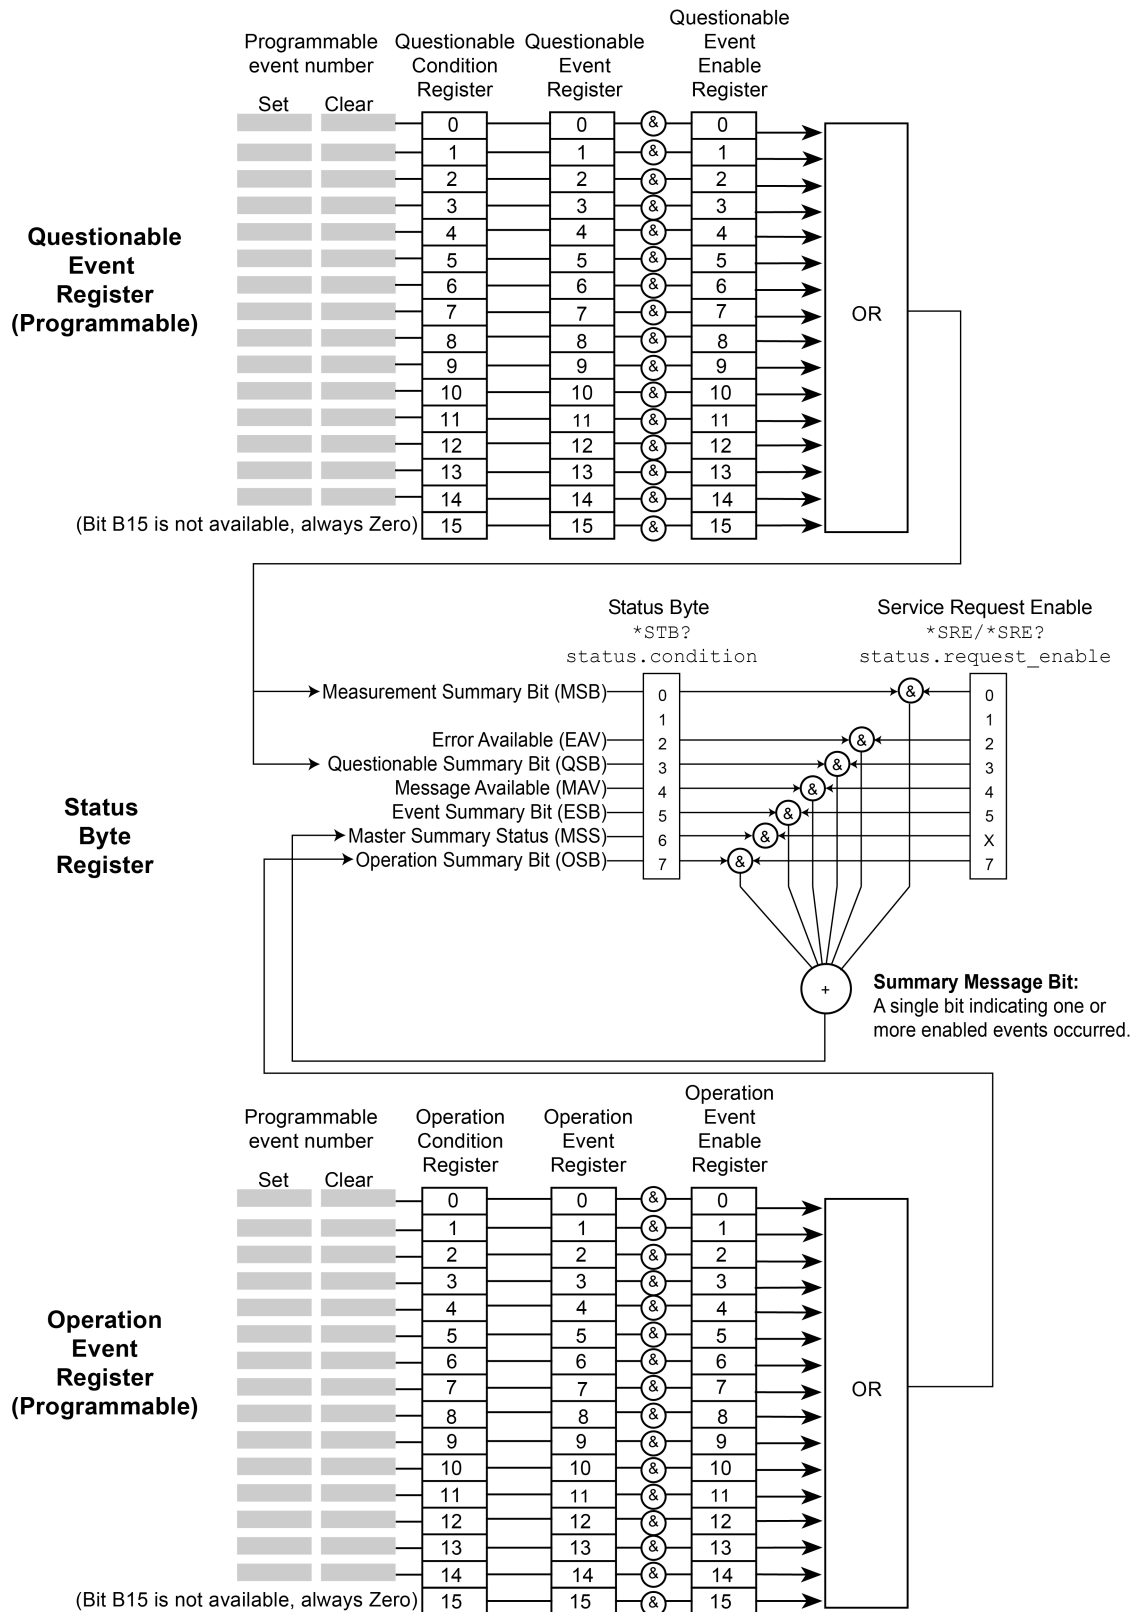 Programmable
event number
Set Clear
Questionable
Condition
Register
Questionable
Event
Register
Questionable
Event
Enable
Register
Questionable
Event
Register
(Programmable)
0 0 & 0
1 1 & 1
2 2 & 2
3 3 & 3
4 4 & 4
5 5 & 5
6 6 & 6
7 7 & 7
8 8 & 8
9 9 & 9
10 10 & 10
11 11 & 11
12 12 & 12
13 13 & 13
14 14 & 14
(Bit B15 is not available, always Zero) 15 15 & 15
OR
Status
Byte
Register
Status Byte
*STB?
status.condition
Service Request Enable
*SRE/*SRE?
status.request_enable
Measurement Summary Bit (MSB) 0 & 0
1 1
Error Available (EAV) 2 & 2
Questionable Summary Bit (QSB) 3 & 3
Message Available (MAV) 4 & 4
Event Summary Bit (ESB) 5 & 5
Master Summary Status (MSS) 6 & X
Operation Summary Bit (OSB) 7 & 7
+
Summary Message Bit:
A single bit indicating one or
more enabled events occurred.
Programmable
event number
Set Clear
Operation
Condition
Register
Operation
Event
Register
Operation
Event
Enable
Register
Operation
Event
Register
(Programmable)
0 0 & 0
1 1 & 1
2 2 & 2
3 3 & 3
4 4 & 4
5 5 & 5
6 6 & 6
7 7 & 7
8 8 & 8
9 9 & 9
10 10 & 10
11 11 & 11
12 12 & 12
13 13 & 13
14 14 & 14
(Bit B15 is not available, always Zero) 15 15 & 15
OR